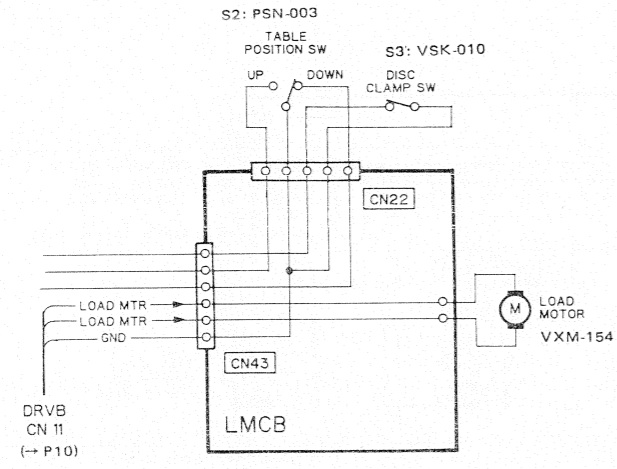 S2: PSN-003
TABLE
POSITION SW
S3: VSK-010
UP
DOWN
DISC
CLAMP SW
CN22
LOAD MTR
LOAD MTR
GND
M
LOAD
MOTOR
VXM-154
CN43
DRVB
CN 11
(→ P10)
LMCB